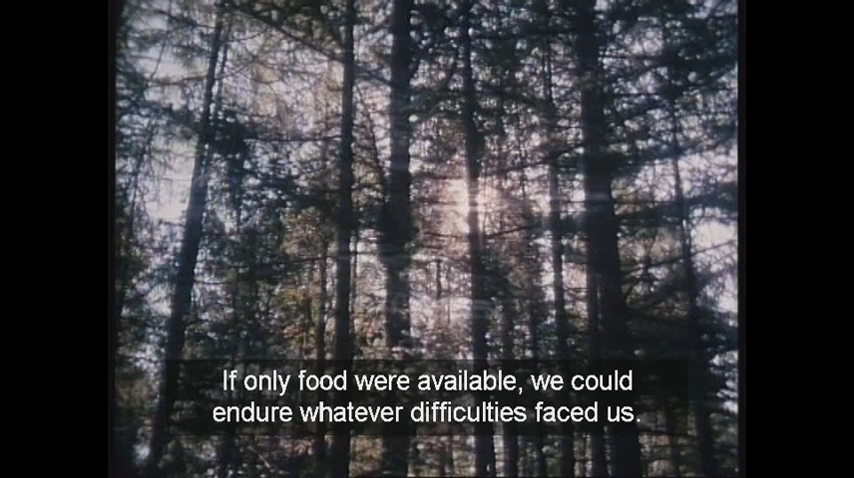 If only food were available, we could
endure whatever difficulties faced us.